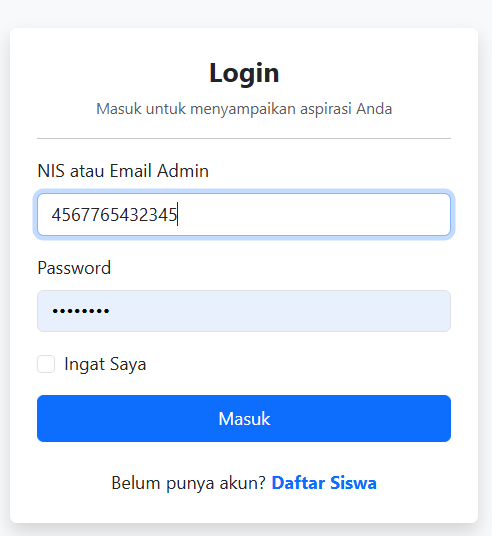 Login
Masuk untuk menyampaikan aspirasi Anda
NIS atau Email Admin
4567765432345
Password
••••••••
Ingat Saya
Masuk
Belum punya akun? Daftar Siswa